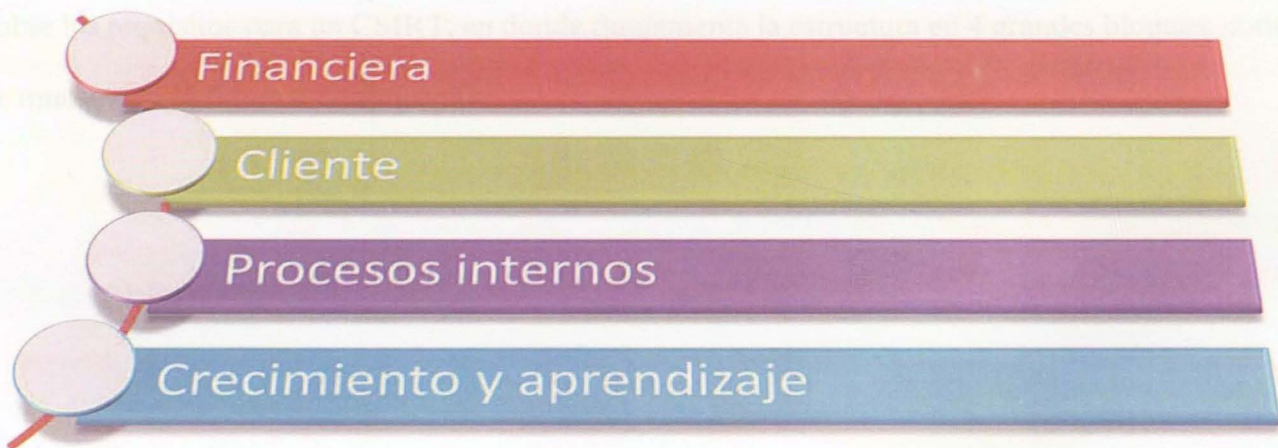 Financiera
Cliente
Procesos internos
Crecimiento y aprendizaje